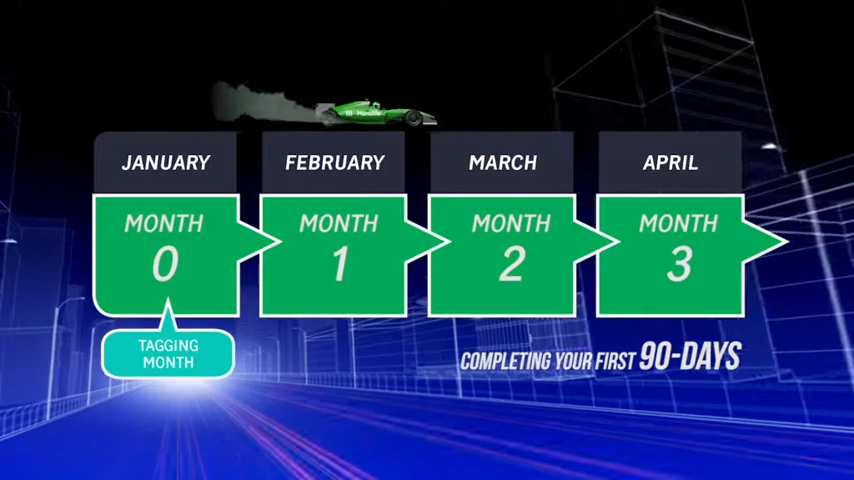 JANUARY
FEBRUARY
MARCH
APRIL
MONTH
0
MONTH
1
MONTH
2
MONTH
3
TAGGING
MONTH
COMPLETING YOUR FIRST 90-DAYS